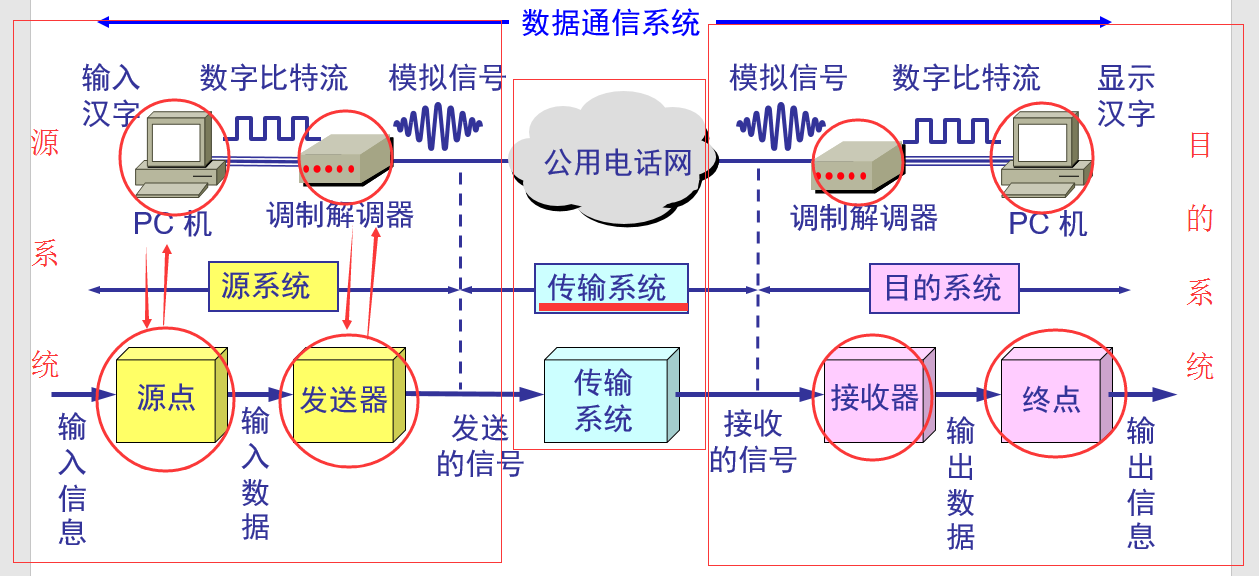 数据通信系统
输入
汉字
数字比特流
模拟信号
模拟信号
数字比特流
显示
汉字
公用电话网
PC 机
调制解调器
调制解调器
PC 机
源系统
目的系统
源系统
传输系统
目的系统
源点
发送器
传输
系统
接收器
终点
输入信息
输入数据
发送
的信号
接收
的信号
输出数据
输出信息